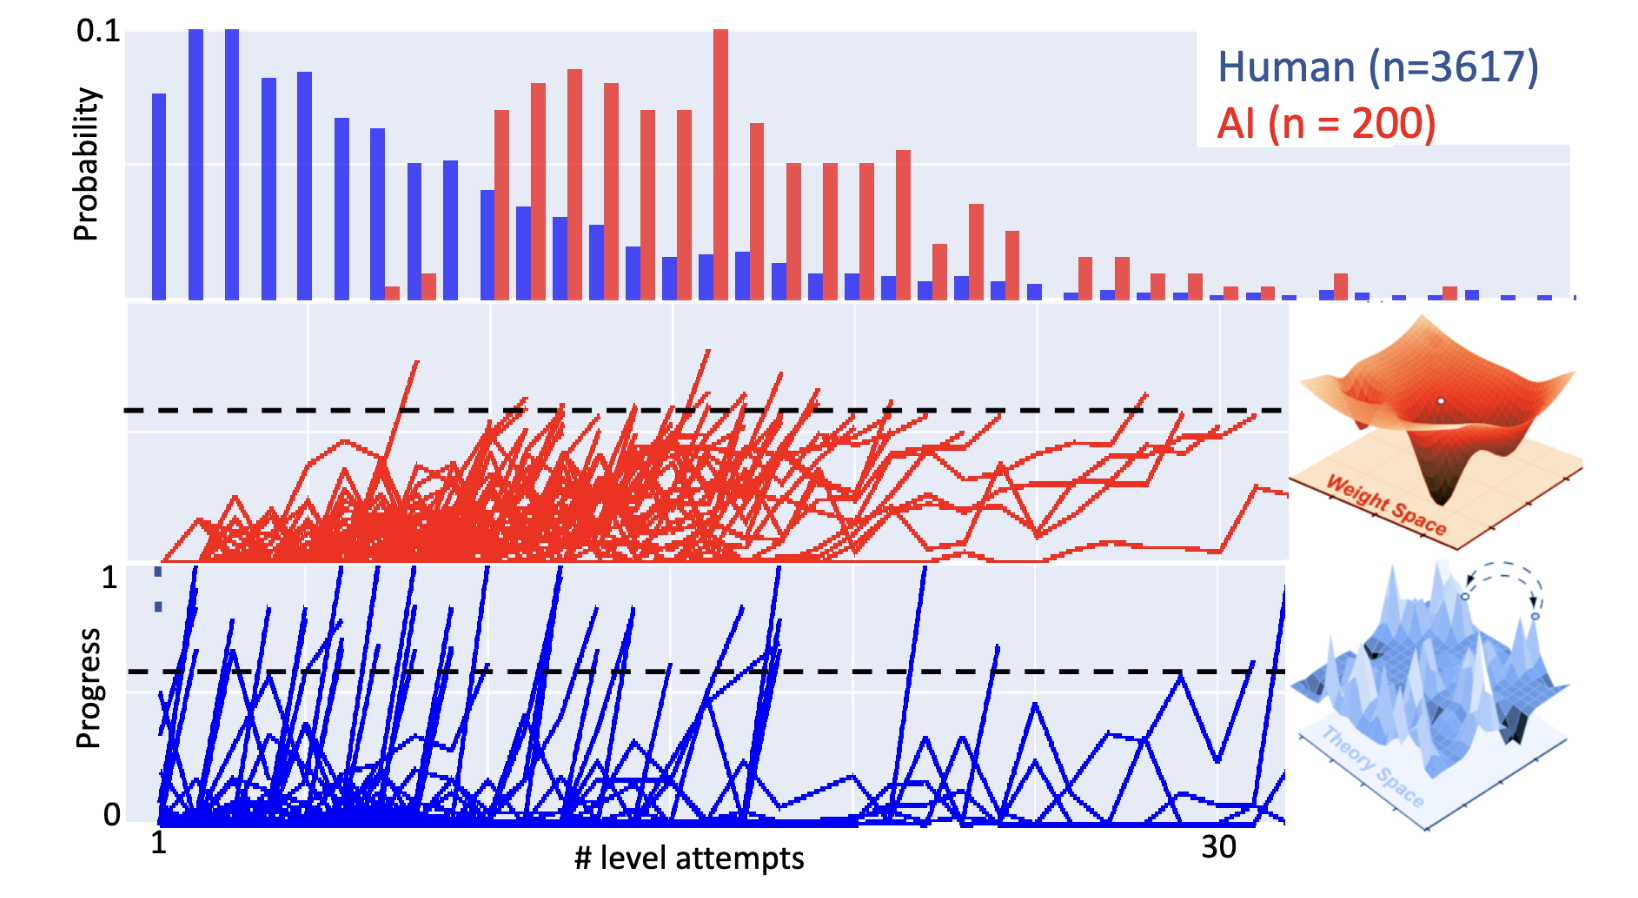 0.1
Probability
Human (n=3617)
AI (n = 200)
Weight Space
1
Progress
0
Theory Space
1
# level attempts
30